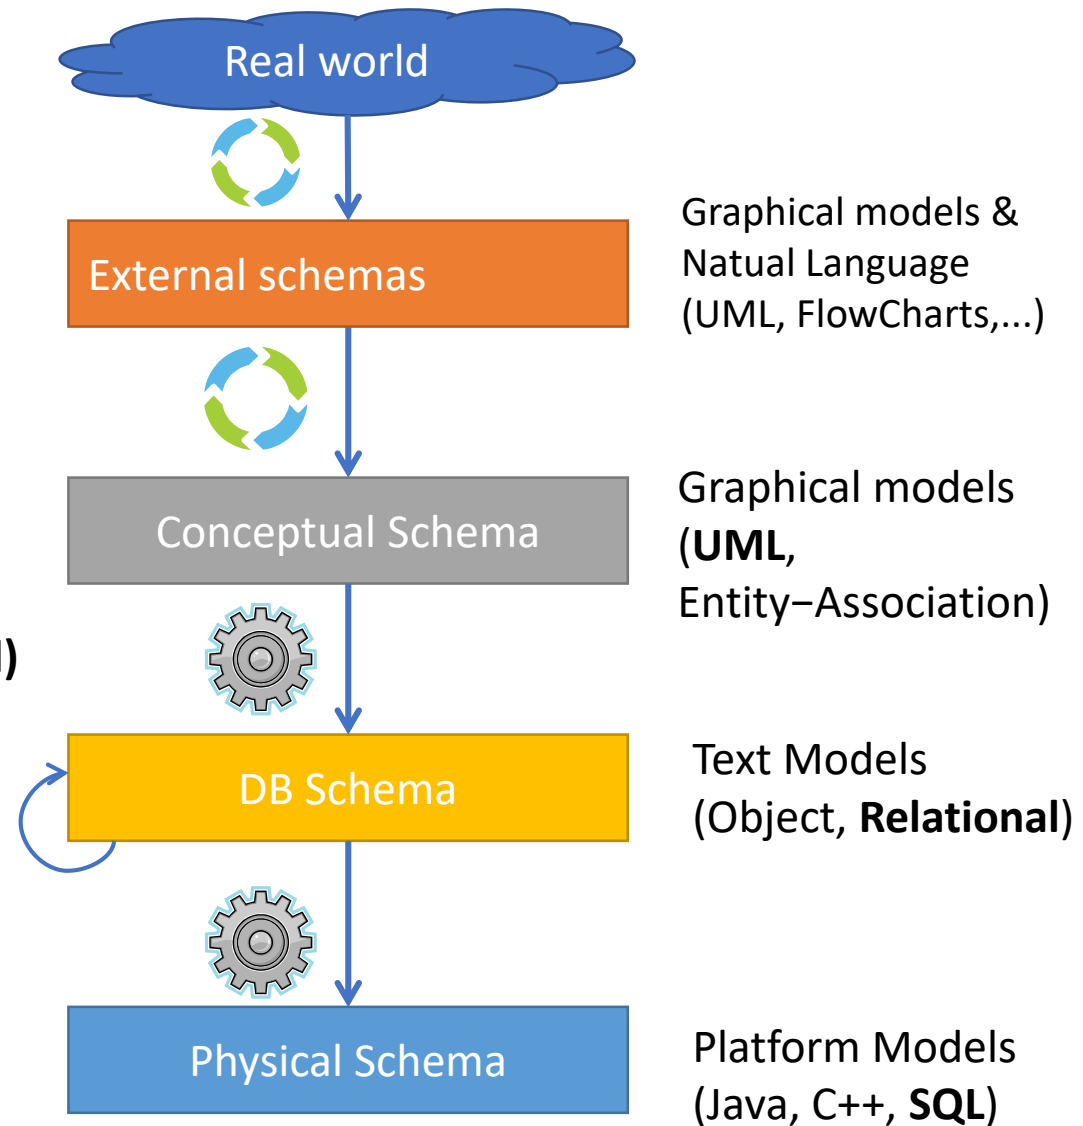 Real world
Graphical models &
Natual Language
(UML, FlowCharts,...)
External schemas
Graphical models
(UML,
Entity−Association)
Conceptual Schema
)
Text Models
(Object, Relational)
DB Schema
Platform Models
(Java, C++, SQL)
Physical Schema